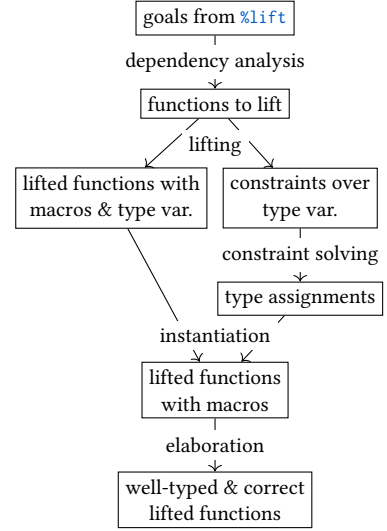 goals from %lift
dependency analysis
functions to lift
lifting
lifted functions with
macros & type var.
constraints over
type var.
constraint solving
type assignments
instantiation
lifted functions
with macros
elaboration
well-typed & correct
lifted functions